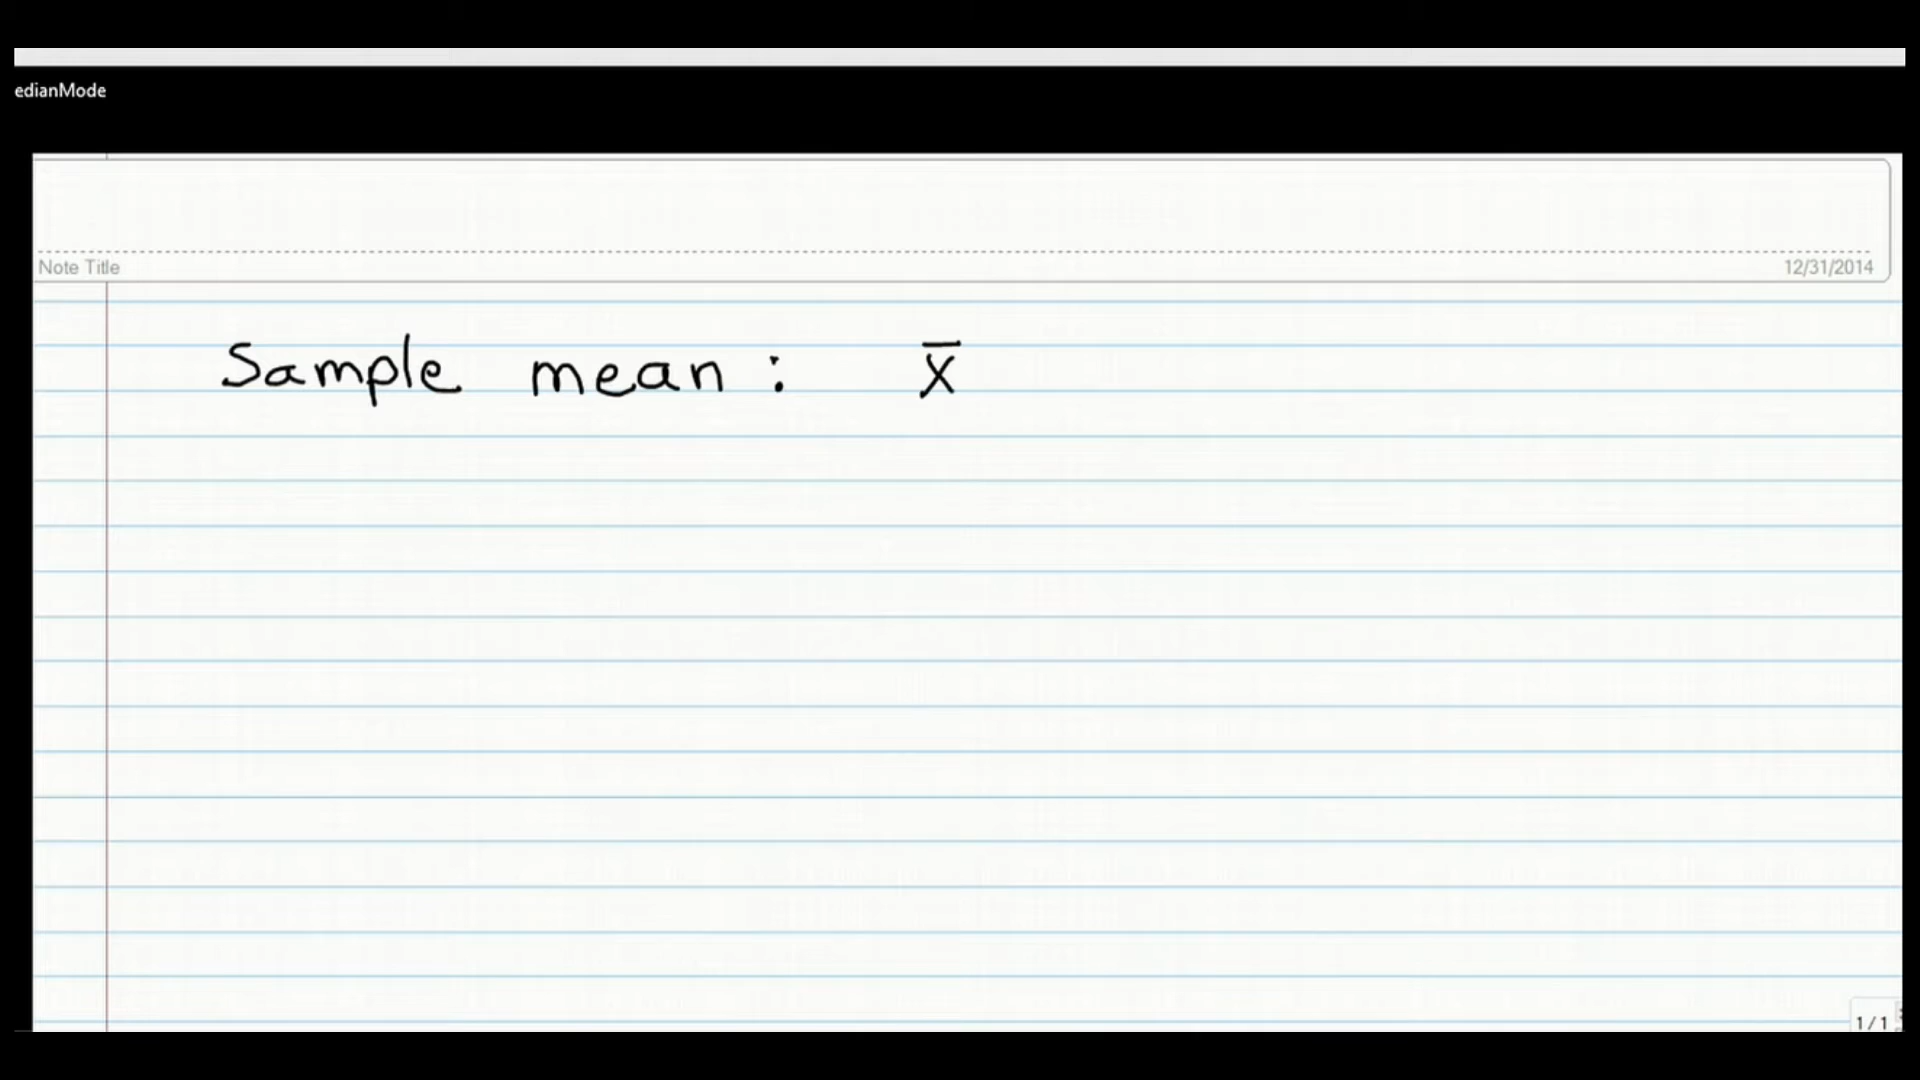 edianMode
Note Title
12/31/2014
Sample mean : x̅
1 / 1